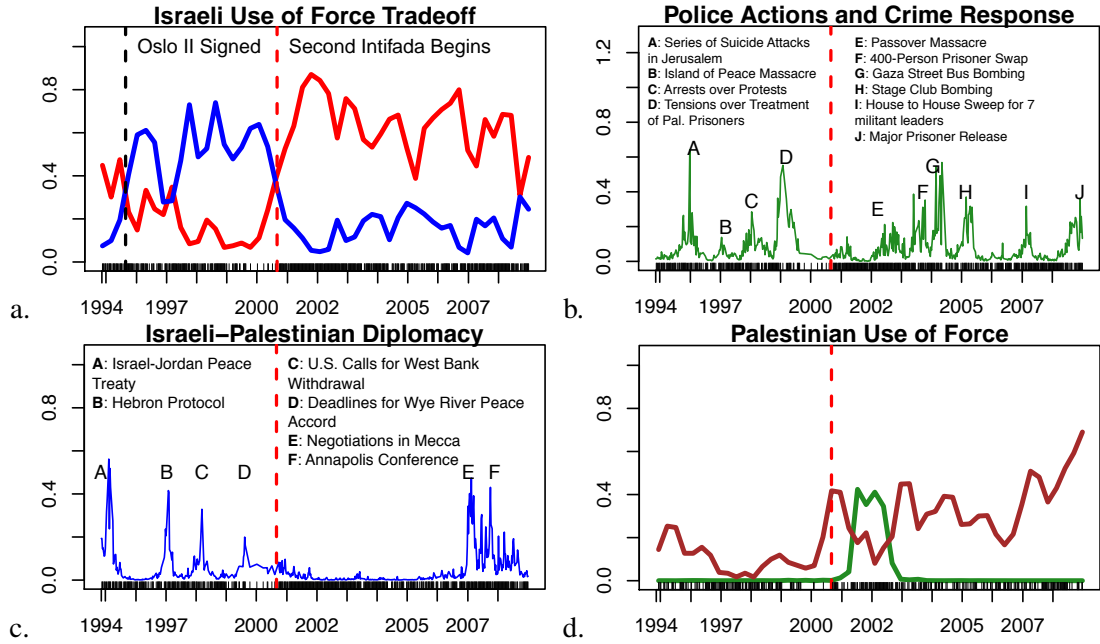 Israeli Use of Force Tradeoff
Oslo II Signed
Second Intifada Begins
0.0 0.4 0.8
1994 1997 2000 2002 2005 2007
a.
Police Actions and Crime Response
A: Series of Suicide Attacks
in Jerusalem
B: Island of Peace Massacre
C: Arrests over Protests
D: Tensions over Treatment
of Pal. Prisoners
E: Passover Massacre
F: 400-Person Prisoner Swap
G: Gaza Street Bus Bombing
H: Stage Club Bombing
I: House to House Sweep for 7
militant leaders
J: Major Prisoner Release
A B C D E F G H I J
0.0 0.4 0.8 1.2
1994 1997 2000 2002 2005 2007
b.
Israeli−Palestinian Diplomacy
A: Israel-Jordan Peace
Treaty
B: Hebron Protocol
C: U.S. Calls for West Bank
Withdrawal
D: Deadlines for Wye River Peace
Accord
E: Negotiations in Mecca
F: Annapolis Conference
A B C D E F
0.0 0.4 0.8
1994 1997 2000 2002 2005 2007
c.
Palestinian Use of Force
0.0 0.4 0.8
1994 1997 2000 2002 2005 2007
d.